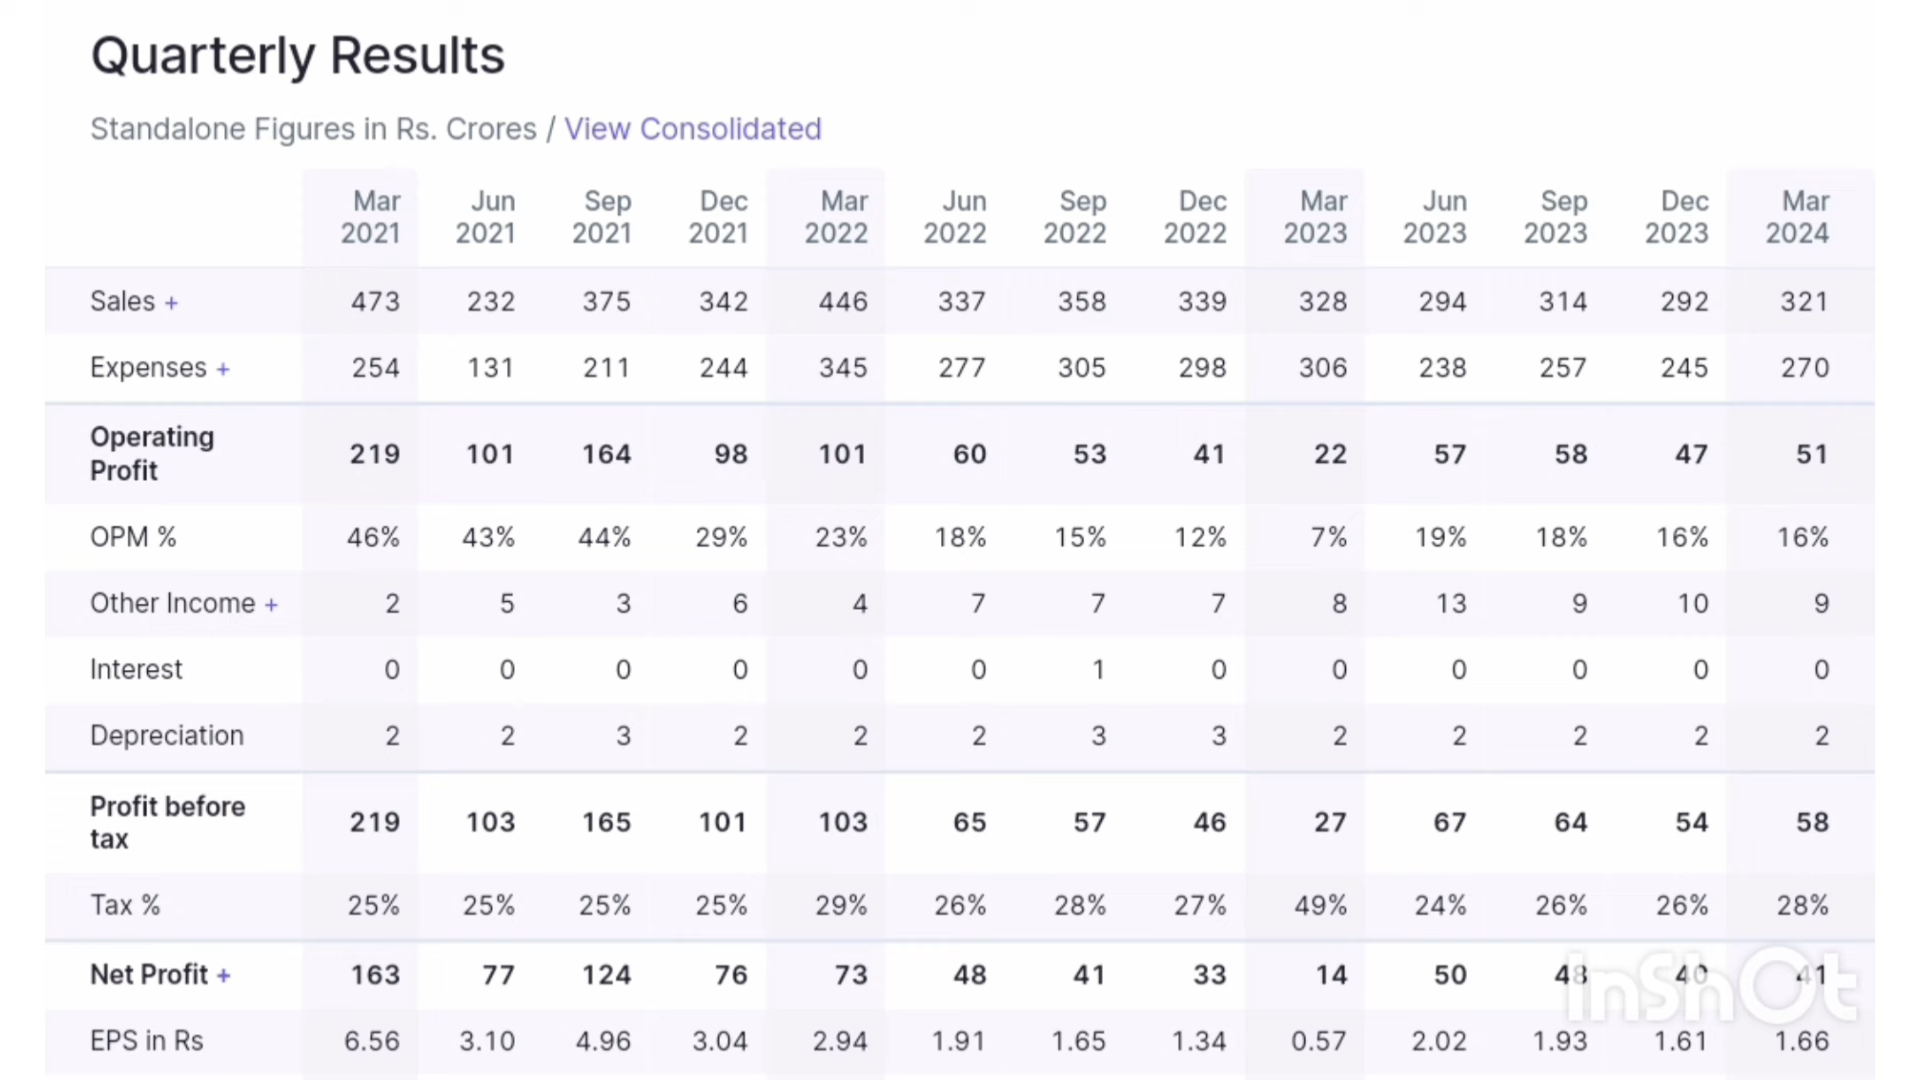 Quarterly Results
Standalone Figures in Rs. Crores / View Consolidated
Mar 2021 Jun 2021 Sep 2021 Dec 2021 Mar 2022 Jun 2022 Sep 2022 Dec 2022 Mar 2023 Jun 2023 Sep 2023 Dec 2023 Mar 2024
Sales + 473 232 375 342 446 337 358 339 328 294 314 292 321
Expenses + 254 131 211 244 345 277 305 298 306 238 257 245 270
Operating Profit 219 101 164 98 101 60 53 41 22 57 58 47 51
OPM % 46% 43% 44% 29% 23% 18% 15% 12% 7% 19% 18% 16% 16%
Other Income + 2 5 3 6 4 7 7 7 8 13 9 10 9
Interest 0 0 0 0 0 0 1 0 0 0 0 0 0
Depreciation 2 2 3 2 2 2 3 3 2 2 2 2 2
Profit before tax 219 103 165 101 103 65 57 46 27 67 64 54 58
Tax % 25% 25% 25% 25% 29% 26% 28% 27% 49% 24% 26% 26% 28%
Net Profit + 163 77 124 76 73 48 41 33 14 50 48 40 41
InShOt
EPS in Rs 6.56 3.10 4.96 3.04 2.94 1.91 1.65 1.34 0.57 2.02 1.93 1.61 1.66